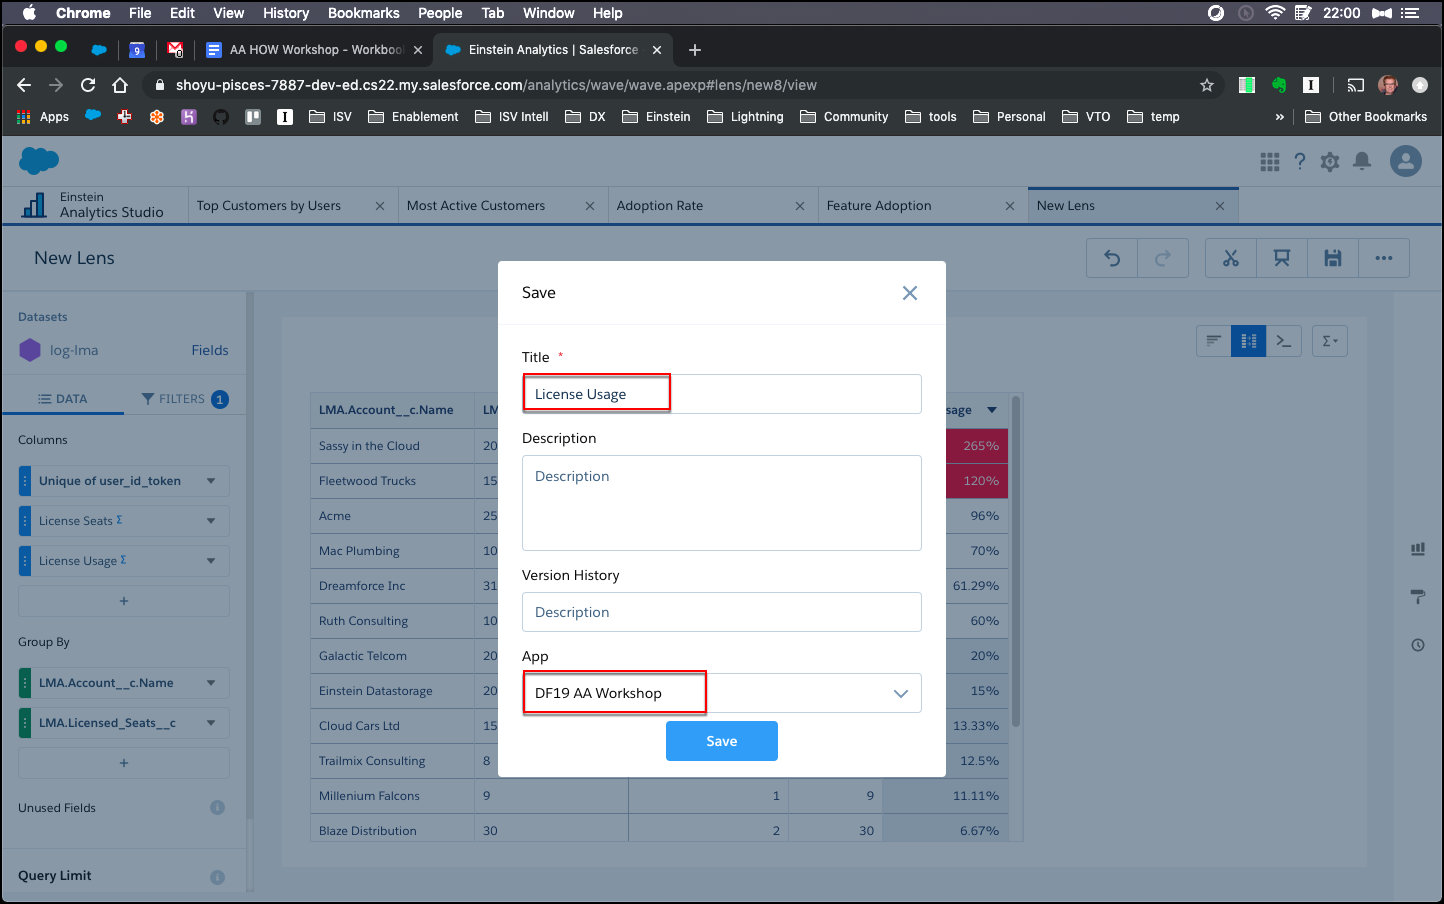 Chrome File Edit View History Bookmarks People Tab Window Help 22:00
9 0 AA HOW Workshop - Workbook Einstein Analytics | Salesforce
shoyu-pisces-7887-dev-ed.cs22.my.salesforce.com/analytics/wave/wave.apexp#lens/new8/view
Apps ISV Enablement ISV Intell DX Einstein Lightning Community tools Personal VTO temp » Other Bookmarks
Einstein
Analytics Studio
Top Customers by Users Most Active Customers Adoption Rate Feature Adoption New Lens
New Lens
Datasets
log-lma Fields
DATA FILTERS 1
Columns
Unique of user_id_token
License Seats Σ
License Usage Σ
+
Group By
LMA.Account__c.Name
LMA.Licensed_Seats__c
+
Unused Fields
Query Limit
Save
Title *
License Usage
Description
Description
Version History
Description
App
DF19 AA Workshop
Save
LMA.Account__c.Name LM sage
Sassy in the Cloud 20 265%
Fleetwood Trucks 15 120%
Acme 25 96%
Mac Plumbing 10 70%
Dreamforce Inc 31 61.29%
Ruth Consulting 10 60%
Galactic Telcom 20 20%
Einstein Datastorage 20 15%
Cloud Cars Ltd 15 13.33%
Trailmix Consulting 8 12.5%
Millenium Falcons 9 1 9 11.11%
Blaze Distribution 30 2 30 6.67%